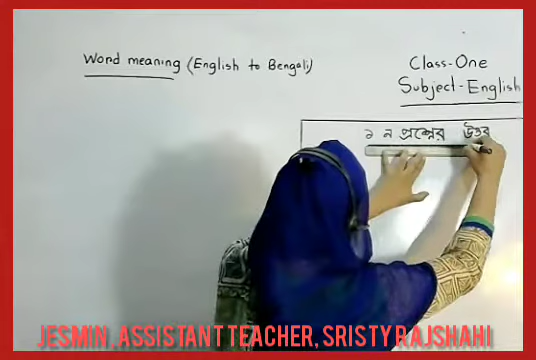 Word meaning (English to Bengali)
Class-One
Subject-English
১ ন প্রশ্নের উত্তর
JESMIN ,ASSISTANT TEACHER, SRISTY RAJSHAHI